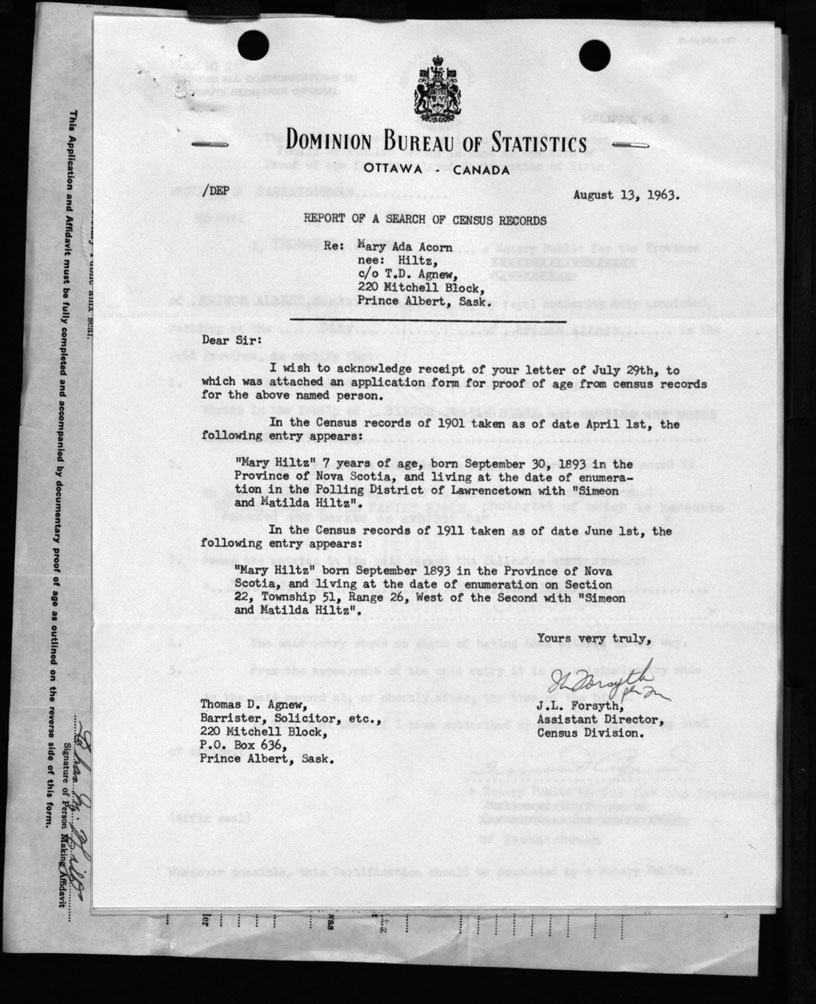 DOMINION BUREAU OF STATISTICS
OTTAWA - CANADA
/DEP
August 13, 1963.
REPORT OF A SEARCH OF CENSUS RECORDS
Re: Mary Ada Acorn
nee: Hiltz,
c/o T.D. Agnew,
220 Mitchell Block,
Prince Albert, Sask.
Dear Sir:
I wish to acknowledge receipt of your letter of July 29th, to
which was attached an application form for proof of age from census records
for the above named person.
In the Census records of 1901 taken as of date April 1st, the
following entry appears:
"Mary Hiltz" 7 years of age, born September 30, 1893 in the
Province of Nova Scotia, and living at the date of enumera-
tion in the Polling District of Lawrencetown with "Simeon
and Matilda Hiltz".
In the Census records of 1911 taken as of date June 1st, the
following entry appears:
"Mary Hiltz" born September 1893 in the Province of Nova
Scotia, and living at the date of enumeration on Section
22, Township 51, Range 26, West of the Second with "Simeon
and Matilda Hiltz".
Yours very truly,
J.L. Forsyth,
Assistant Director,
Census Division.
Thomas D. Agnew,
Barrister, Solicitor, etc.,
220 Mitchell Block,
P.O. Box 636,
Prince Albert, Sask.
This Application and Affidavit must be fully completed and accompanied by documentary proof of age as outlined on the reverse side of this form.
Signature of Person Making Affidavit